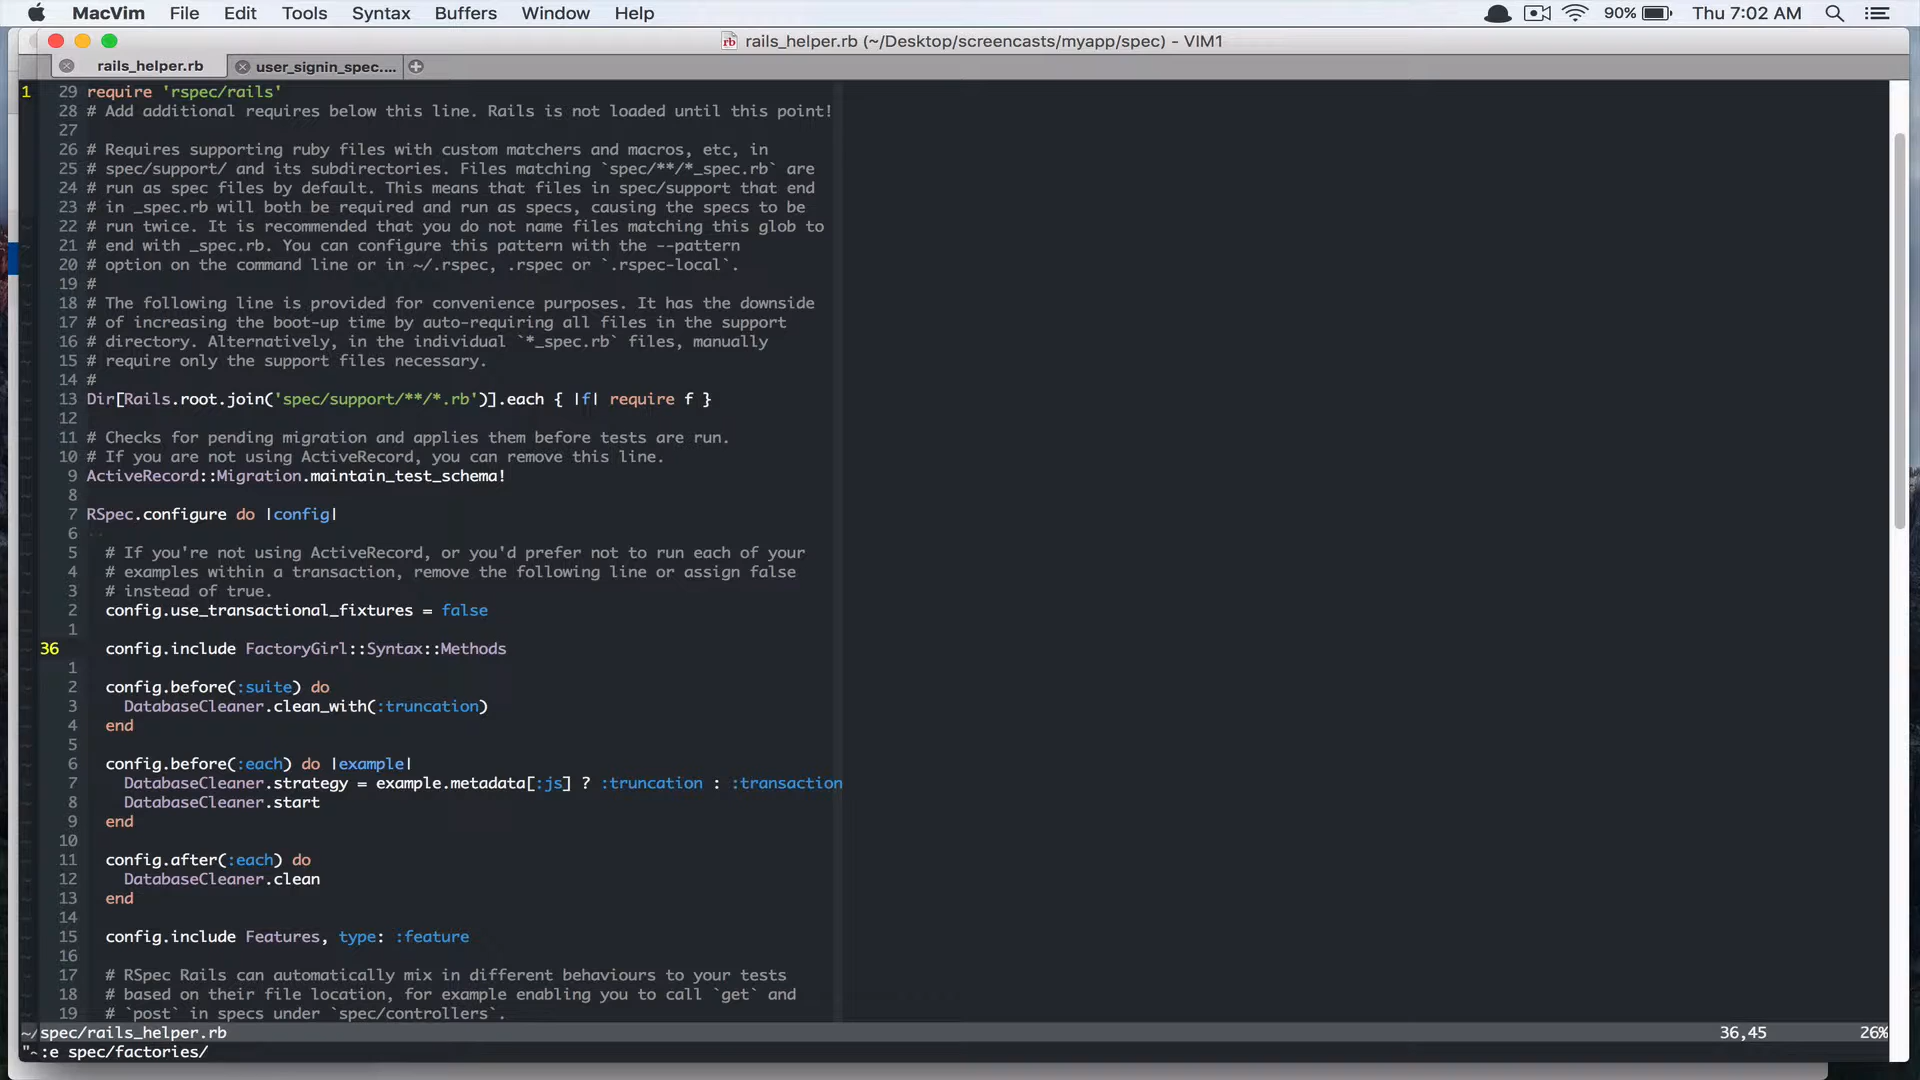 MacVim File Edit Tools Syntax Buffers Window Help 90% Thu 7:02 AM
rails_helper.rb (~/Desktop/screencasts/myapp/spec) - VIM1
rails_helper.rb user_signin_spec....
1 29 require 'rspec/rails'
28 # Add additional requires below this line. Rails is not loaded until this point!
27
26 # Requires supporting ruby files with custom matchers and macros, etc, in
25 # spec/support/ and its subdirectories. Files matching `spec/**/*_spec.rb` are
24 # run as spec files by default. This means that files in spec/support that end
23 # in _spec.rb will both be required and run as specs, causing the specs to be
22 # run twice. It is recommended that you do not name files matching this glob to
21 # end with _spec.rb. You can configure this pattern with the --pattern
20 # option on the command line or in ~/.rspec, .rspec or `.rspec-local`.
19 #
18 # The following line is provided for convenience purposes. It has the downside
17 # of increasing the boot-up time by auto-requiring all files in the support
16 # directory. Alternatively, in the individual `*_spec.rb` files, manually
15 # require only the support files necessary.
14 #
13 Dir[Rails.root.join('spec/support/**/*.rb')].each { |f| require f }
12
11 # Checks for pending migration and applies them before tests are run.
10 # If you are not using ActiveRecord, you can remove this line.
9 ActiveRecord::Migration.maintain_test_schema!
8
7 RSpec.configure do |config|
6
5 # If you're not using ActiveRecord, or you'd prefer not to run each of your
4 # examples within a transaction, remove the following line or assign false
3 # instead of true.
2 config.use_transactional_fixtures = false
1
36 config.include FactoryGirl::Syntax::Methods
1
2 config.before(:suite) do
3 DatabaseCleaner.clean_with(:truncation)
4 end
5
6 config.before(:each) do |example|
7 DatabaseCleaner.strategy = example.metadata[:js] ? :truncation : :transaction
8 DatabaseCleaner.start
9 end
10
11 config.after(:each) do
12 DatabaseCleaner.clean
13 end
14
15 config.include Features, type: :feature
16
17 # RSpec Rails can automatically mix in different behaviours to your tests
18 # based on their file location, for example enabling you to call `get` and
19 # `post` in specs under `spec/controllers`.
~/spec/rails_helper.rb 36,45 26%
"~:e spec/factories/